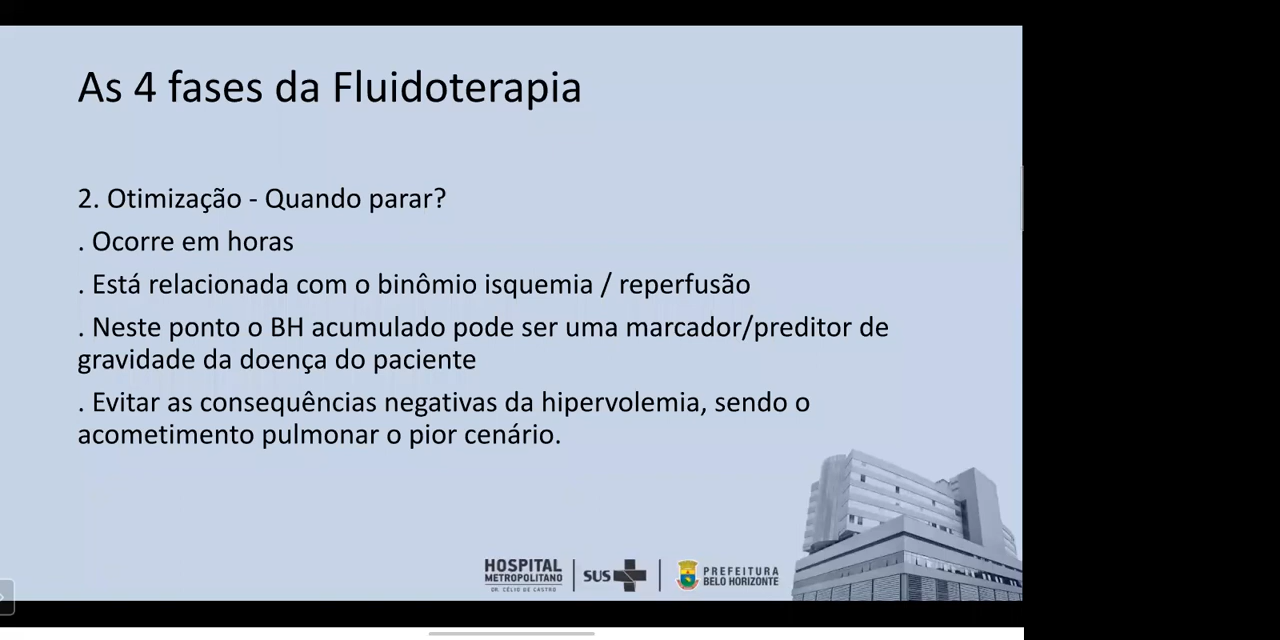 As 4 fases da Fluidoterapia
2. Otimização - Quando parar?
. Ocorre em horas
. Está relacionada com o binômio isquemia / reperfusão
. Neste ponto o BH acumulado pode ser uma marcador/preditor de
gravidade da doença do paciente
. Evitar as consequências negativas da hipervolemia, sendo o
acometimento pulmonar o pior cenário.
HOSPITAL
METROPOLITANO
DR. CÉLIO DE CASTRO
SUS
PREFEITURA
BELO HORIZONTE